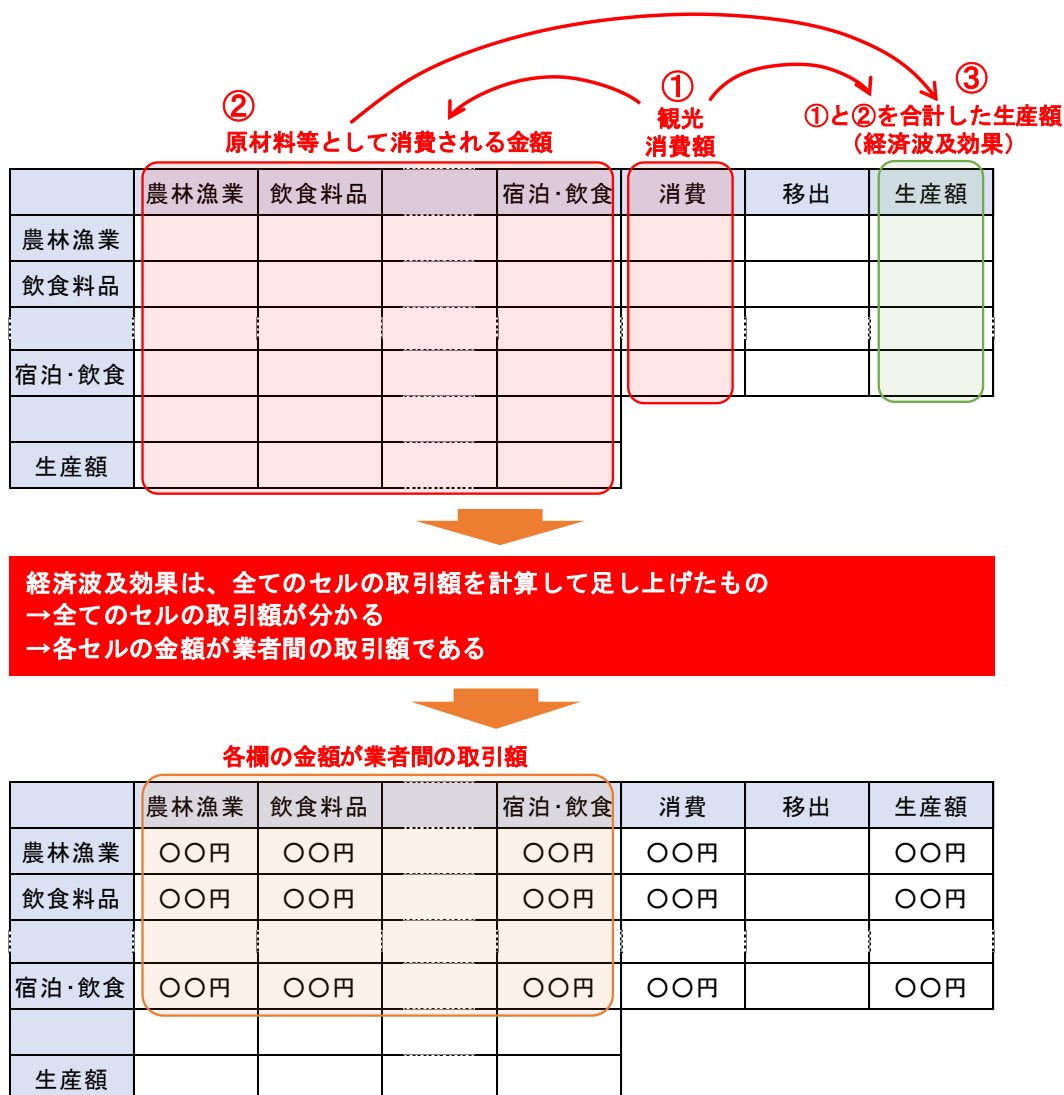 ②
原材料等として消費される金額
①
観光
消費額
③
①と②を合計した生産額
（経済波及効果）
農林漁業 飲食料品 宿泊・飲食 消費 移出 生産額
農林漁業
飲食料品
宿泊・飲食
生産額
経済波及効果は、全てのセルの取引額を計算して足し上げたもの
→全てのセルの取引額が分かる
→各セルの金額が業者間の取引額である
各欄の金額が業者間の取引額
農林漁業 飲食料品 宿泊・飲食 消費 移出 生産額
農林漁業 〇〇円 〇〇円 〇〇円 〇〇円 〇〇円
飲食料品 〇〇円 〇〇円 〇〇円 〇〇円 〇〇円
宿泊・飲食 〇〇円 〇〇円 〇〇円 〇〇円 〇〇円
生産額